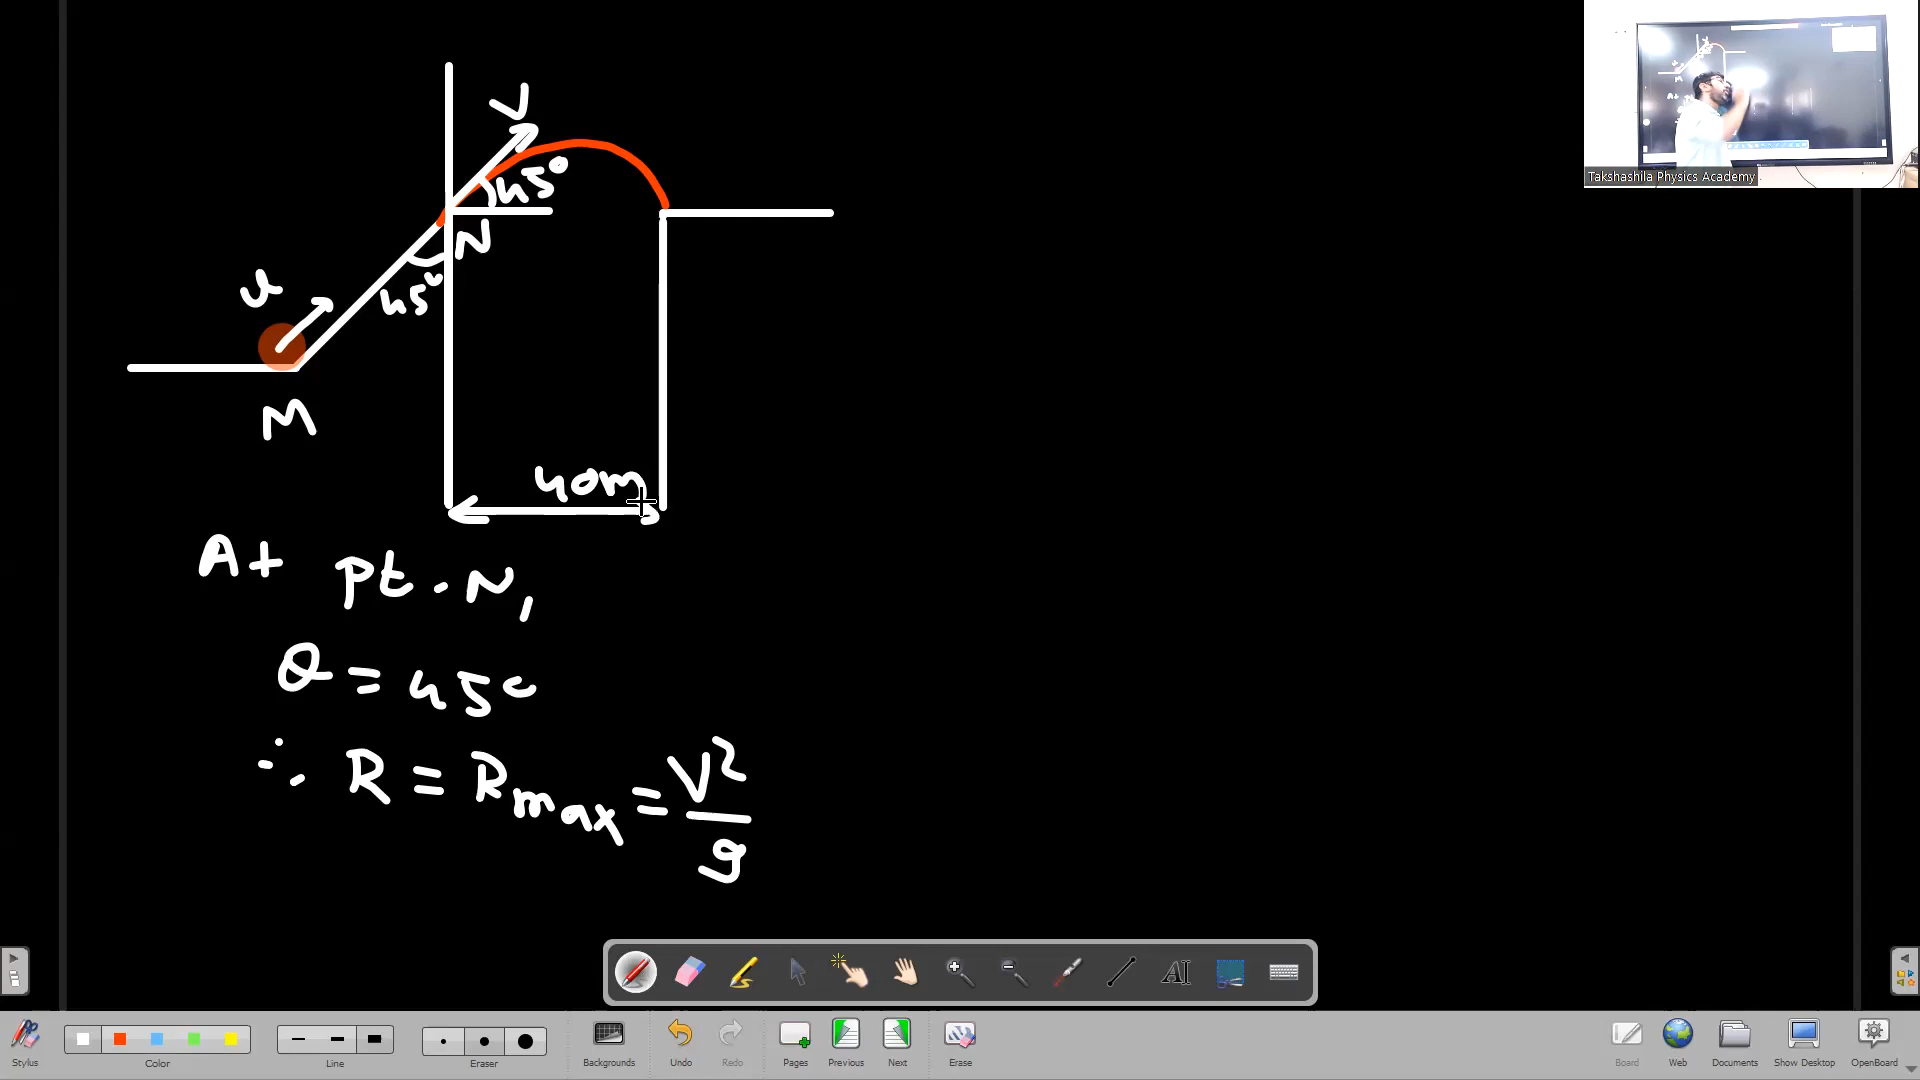 V
45°
N
45°
u
M
40m
At pt. N,
θ = 45°
∴ R = Rmax = V²/g
Takshashila Physics Academy
Stylus
Color
Line
Eraser
Backgrounds
Undo
Redo
Pages
Previous
Next
Erase
Board
Web
Documents
Show Desktop
OpenBoard
AI